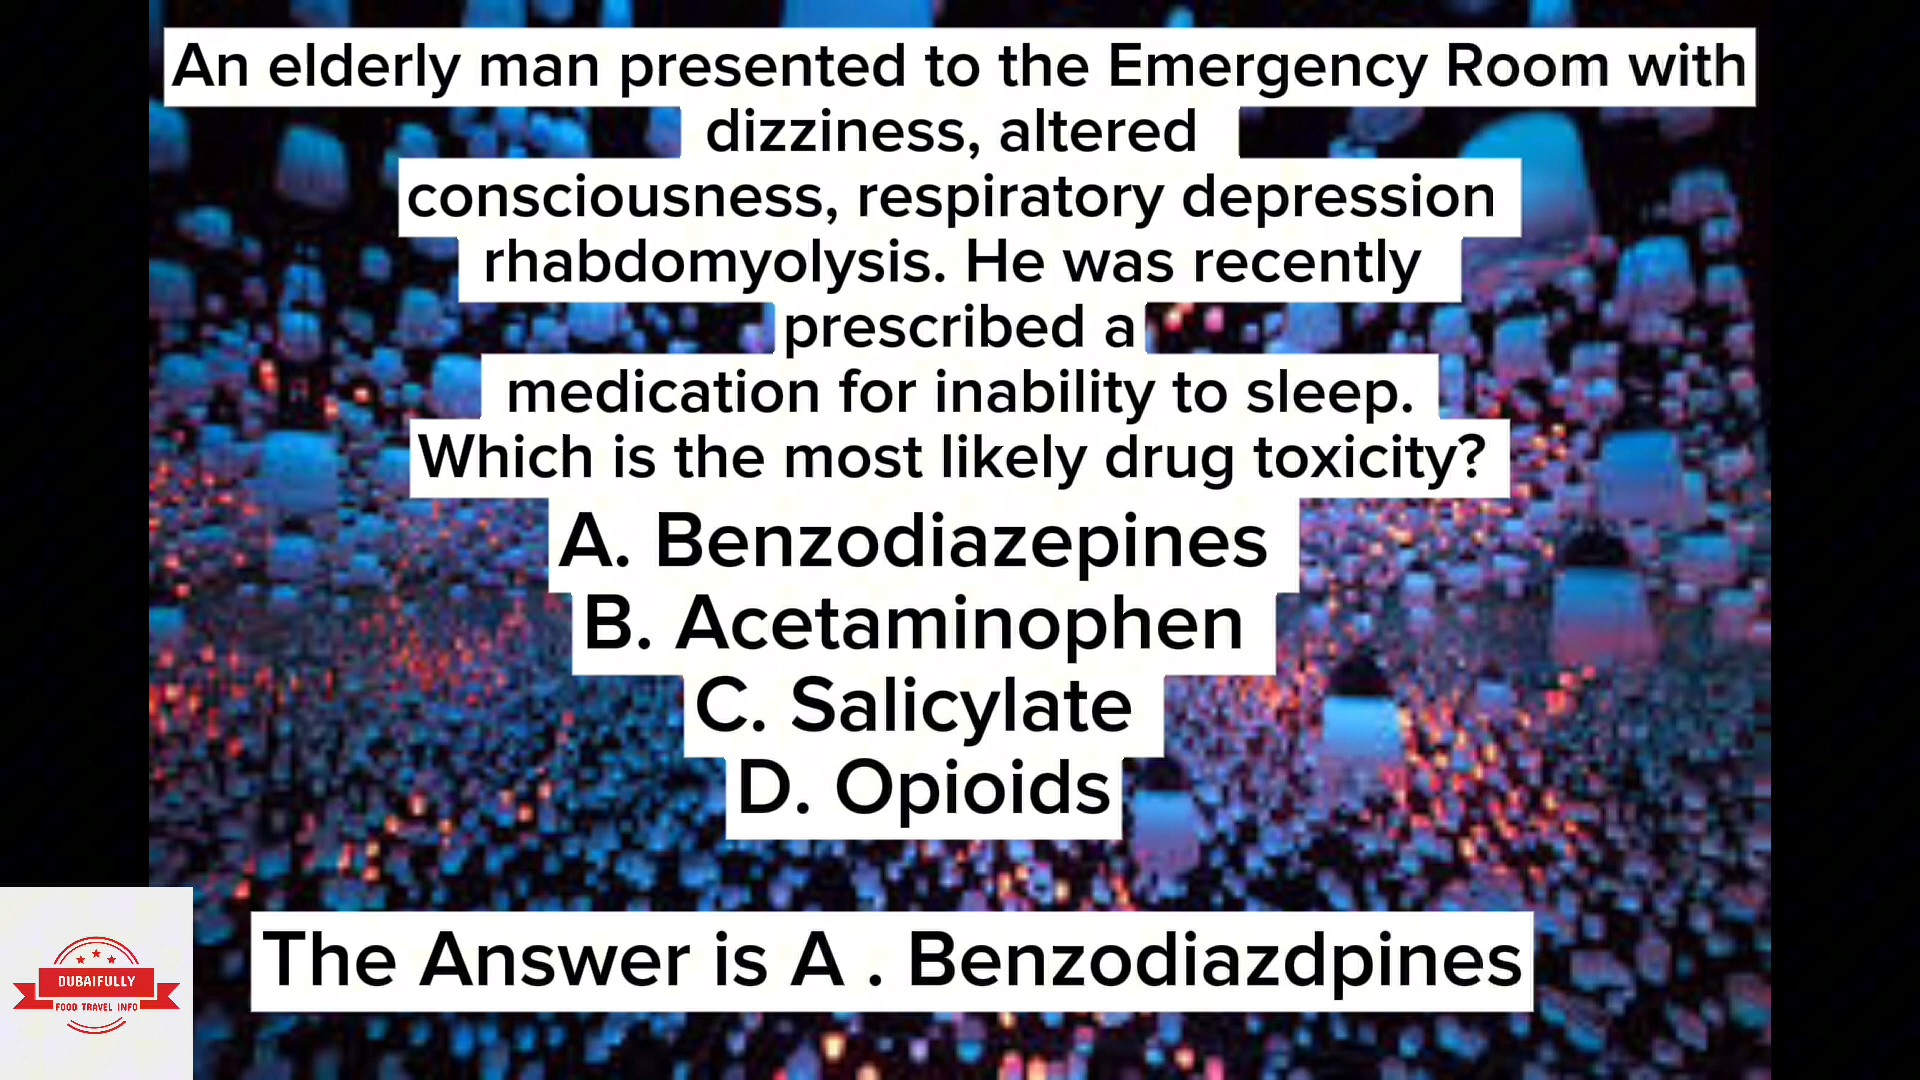 An elderly man presented to the Emergency Room with
dizziness, altered
consciousness, respiratory depression
rhabdomyolysis. He was recently
prescribed a
medication for inability to sleep.
Which is the most likely drug toxicity?
A. Benzodiazepines
B. Acetaminophen
C. Salicylate
D. Opioids
The Answer is A . Benzodiazdpines
DUBAIFULLY
FOOD TRAVEL INFO